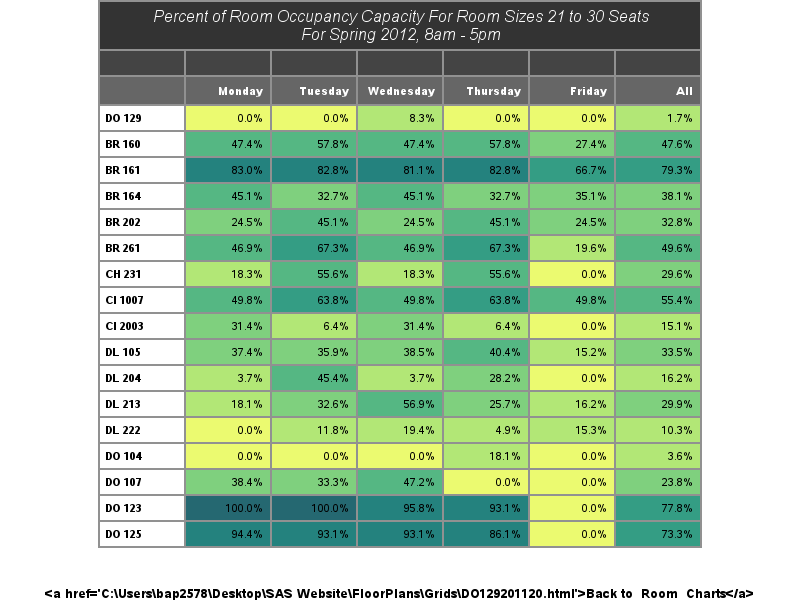 Percent of Room Occupancy Capacity For Room Sizes 21 to 30 Seats
For Spring 2012, 8am - 5pm
Monday Tuesday Wednesday Thursday Friday All
DO 129 0.0% 0.0% 8.3% 0.0% 0.0% 1.7%
BR 160 47.4% 57.8% 47.4% 57.8% 27.4% 47.6%
BR 161 83.0% 82.8% 81.1% 82.8% 66.7% 79.3%
BR 164 45.1% 32.7% 45.1% 32.7% 35.1% 38.1%
BR 202 24.5% 45.1% 24.5% 45.1% 24.5% 32.8%
BR 261 46.9% 67.3% 46.9% 67.3% 19.6% 49.6%
CH 231 18.3% 55.6% 18.3% 55.6% 0.0% 29.6%
CI 1007 49.8% 63.8% 49.8% 63.8% 49.8% 55.4%
CI 2003 31.4% 6.4% 31.4% 6.4% 0.0% 15.1%
DL 105 37.4% 35.9% 38.5% 40.4% 15.2% 33.5%
DL 204 3.7% 45.4% 3.7% 28.2% 0.0% 16.2%
DL 213 18.1% 32.6% 56.9% 25.7% 16.2% 29.9%
DL 222 0.0% 11.8% 19.4% 4.9% 15.3% 10.3%
DO 104 0.0% 0.0% 0.0% 18.1% 0.0% 3.6%
DO 107 38.4% 33.3% 47.2% 0.0% 0.0% 23.8%
DO 123 100.0% 100.0% 95.8% 93.1% 0.0% 77.8%
DO 125 94.4% 93.1% 93.1% 86.1% 0.0% 73.3%
<a href='C:\Users\bap2578\Desktop\SAS Website\FloorPlans\Grids\DO129201120.html'>Back to Room Charts</a>